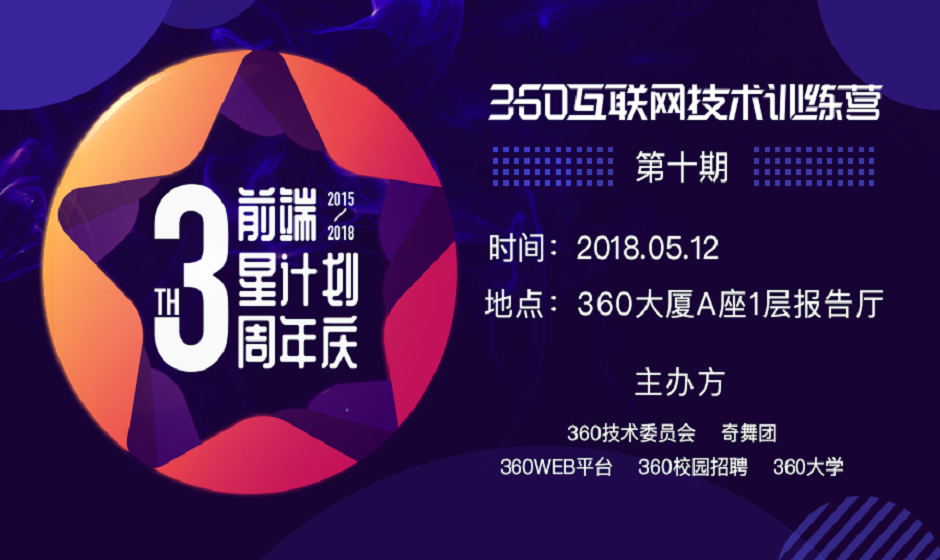 3TH
前端
2015/2018
星计划
周年庆
360互联网技术训练营
第十期
时间：2018.05.12
地点：360大厦A座1层报告厅
主办方
360技术委员会 奇舞团
360WEB平台 360校园招聘 360大学